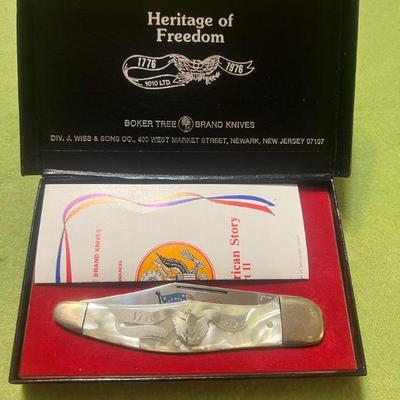 Heritage of
Freedom
1776 1976
1010 LTD.
BOKER TREE BRAND KNIVES
DIV. J. WISS & SONS CO., 400 WEST MARKET STREET, NEWARK, NEW JERSEY 07107
BRAND KNIVES
rican Story
rt II
1776